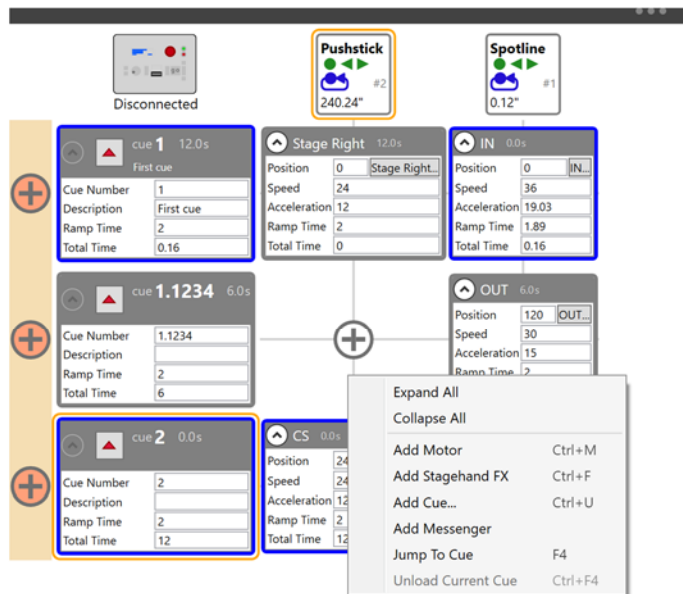 Disconnected
Pushstick
#2
240.24"
Spotline
#1
0.12"
cue 1 12.0s
First cue
Cue Number 1
Description First cue
Ramp Time 2
Total Time 0.16
Stage Right 12.0s
Position 0 Stage Right...
Speed 24
Acceleration 12
Ramp Time 2
Total Time 0
IN 0.0s
Position 0 IN...
Speed 36
Acceleration 19.03
Ramp Time 1.89
Total Time 0.16
cue 1.1234 6.0s
Cue Number 1.1234
Description
Ramp Time 2
Total Time 6
OUT 6.0s
Position 120 OUT...
Speed 30
Acceleration 15
Ramp Time 2
cue 2 0.0s
Cue Number 2
Description
Ramp Time 2
Total Time 12
CS 0.0s
Position 24
Speed 24
Acceleration 12
Ramp Time 2
Total Time 12
Expand All
Collapse All
Add Motor Ctrl+M
Add Stagehand FX Ctrl+F
Add Cue... Ctrl+U
Add Messenger
Jump To Cue F4
Unload Current Cue Ctrl+F4